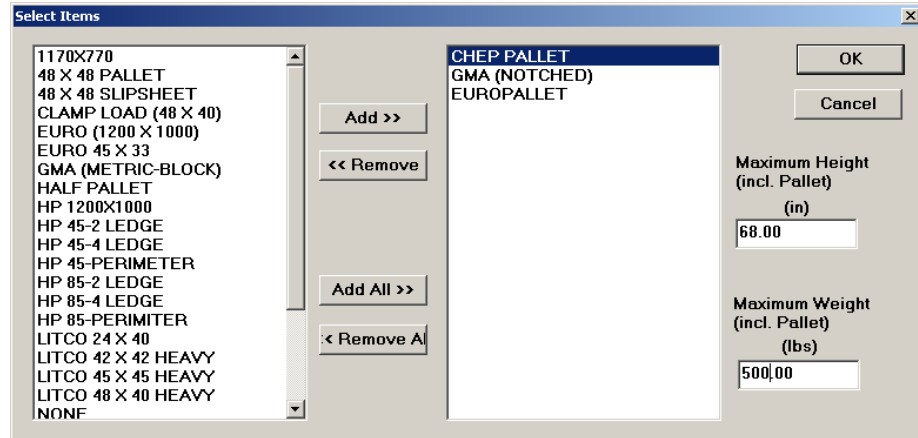 Select Items
1170X770
48 X 48 PALLET
48 X 48 SLIPSHEET
CLAMP LOAD (48 X 40)
EURO (1200 X 1000)
EURO 45 X 33
GMA (METRIC-BLOCK)
HALF PALLET
HP 1200X1000
HP 45-2 LEDGE
HP 45-4 LEDGE
HP 45-PERIMETER
HP 85-2 LEDGE
HP 85-4 LEDGE
HP 85-PERIMITER
LITCO 24 X 40
LITCO 42 X 42 HEAVY
LITCO 45 X 45 HEAVY
LITCO 48 X 40 HEAVY
NONE
Add >>
<< Remove
Add All >>
< Remove Al
CHEP PALLET
GMA (NOTCHED)
EUROPALLET
OK
Cancel
Maximum Height
(incl. Pallet)
(in)
68.00
Maximum Weight
(incl. Pallet)
(lbs)
500.00